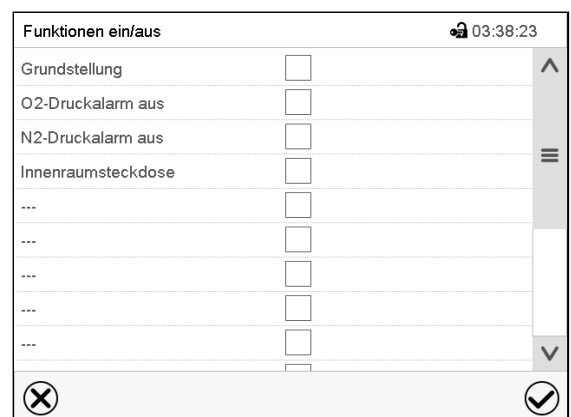 Funktionen ein/aus 03:38:23
Grundstellung
O2-Druckalarm aus
N2-Druckalarm aus
Innenraumsteckdose
---
---
---
---
---